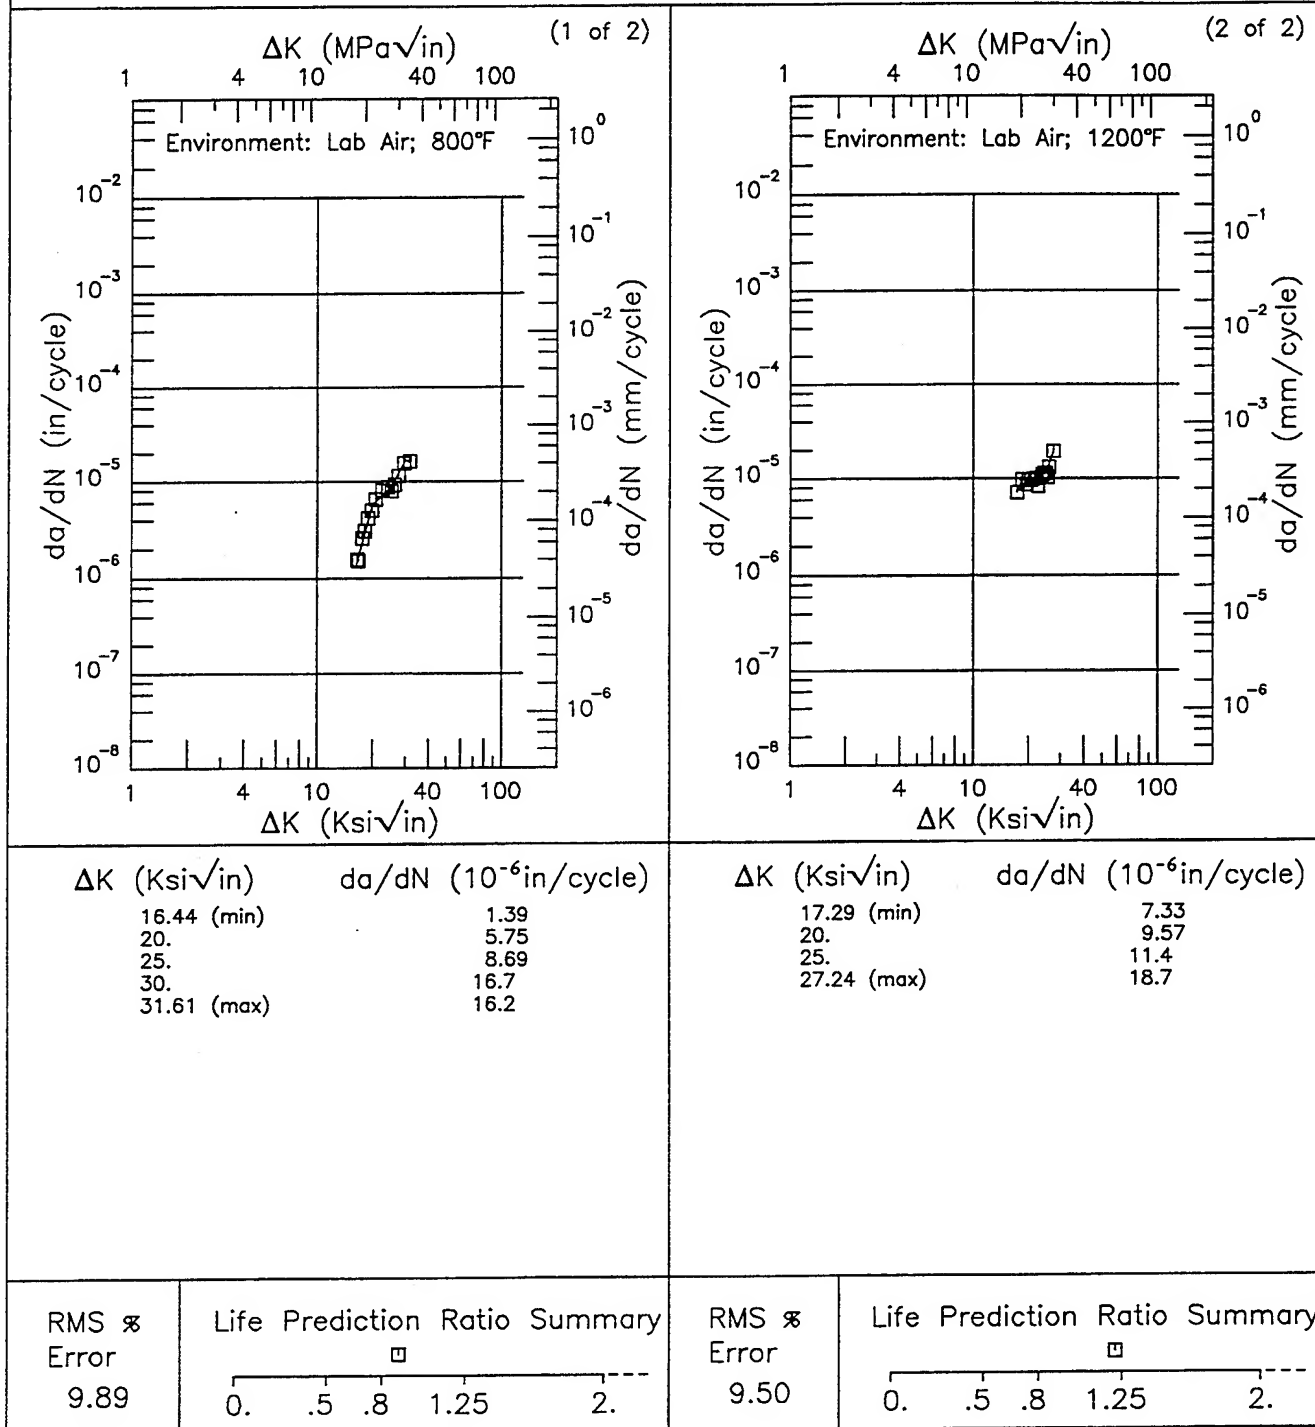 (1 of 2)
ΔK (MPa√in)
1 4 10 40 100
Environment: Lab Air; 800°F
da/dN (in/cycle)
10⁻²
10⁻³
10⁻⁴
10⁻⁵
10⁻⁶
10⁻⁷
10⁻⁸
10⁰
10⁻¹
10⁻²
10⁻³
10⁻⁴
10⁻⁵
10⁻⁶
da/dN (mm/cycle)
1 4 10 40 100
ΔK (Ksi√in)
(2 of 2)
ΔK (MPa√in)
1 4 10 40 100
Environment: Lab Air; 1200°F
da/dN (in/cycle)
10⁻²
10⁻³
10⁻⁴
10⁻⁵
10⁻⁶
10⁻⁷
10⁻⁸
10⁰
10⁻¹
10⁻²
10⁻³
10⁻⁴
10⁻⁵
10⁻⁶
da/dN (mm/cycle)
1 4 10 40 100
ΔK (Ksi√in)
ΔK (Ksi√in) da/dN (10⁻⁶in/cycle)
16.44 (min) 1.39
20. 5.75
25. 8.69
30. 16.7
31.61 (max) 16.2
ΔK (Ksi√in) da/dN (10⁻⁶in/cycle)
17.29 (min) 7.33
20. 9.57
25. 11.4
27.24 (max) 18.7
RMS %
Error
9.89
Life Prediction Ratio Summary
0. .5 .8 1.25 2.
RMS %
Error
9.50
Life Prediction Ratio Summary
0. .5 .8 1.25 2.